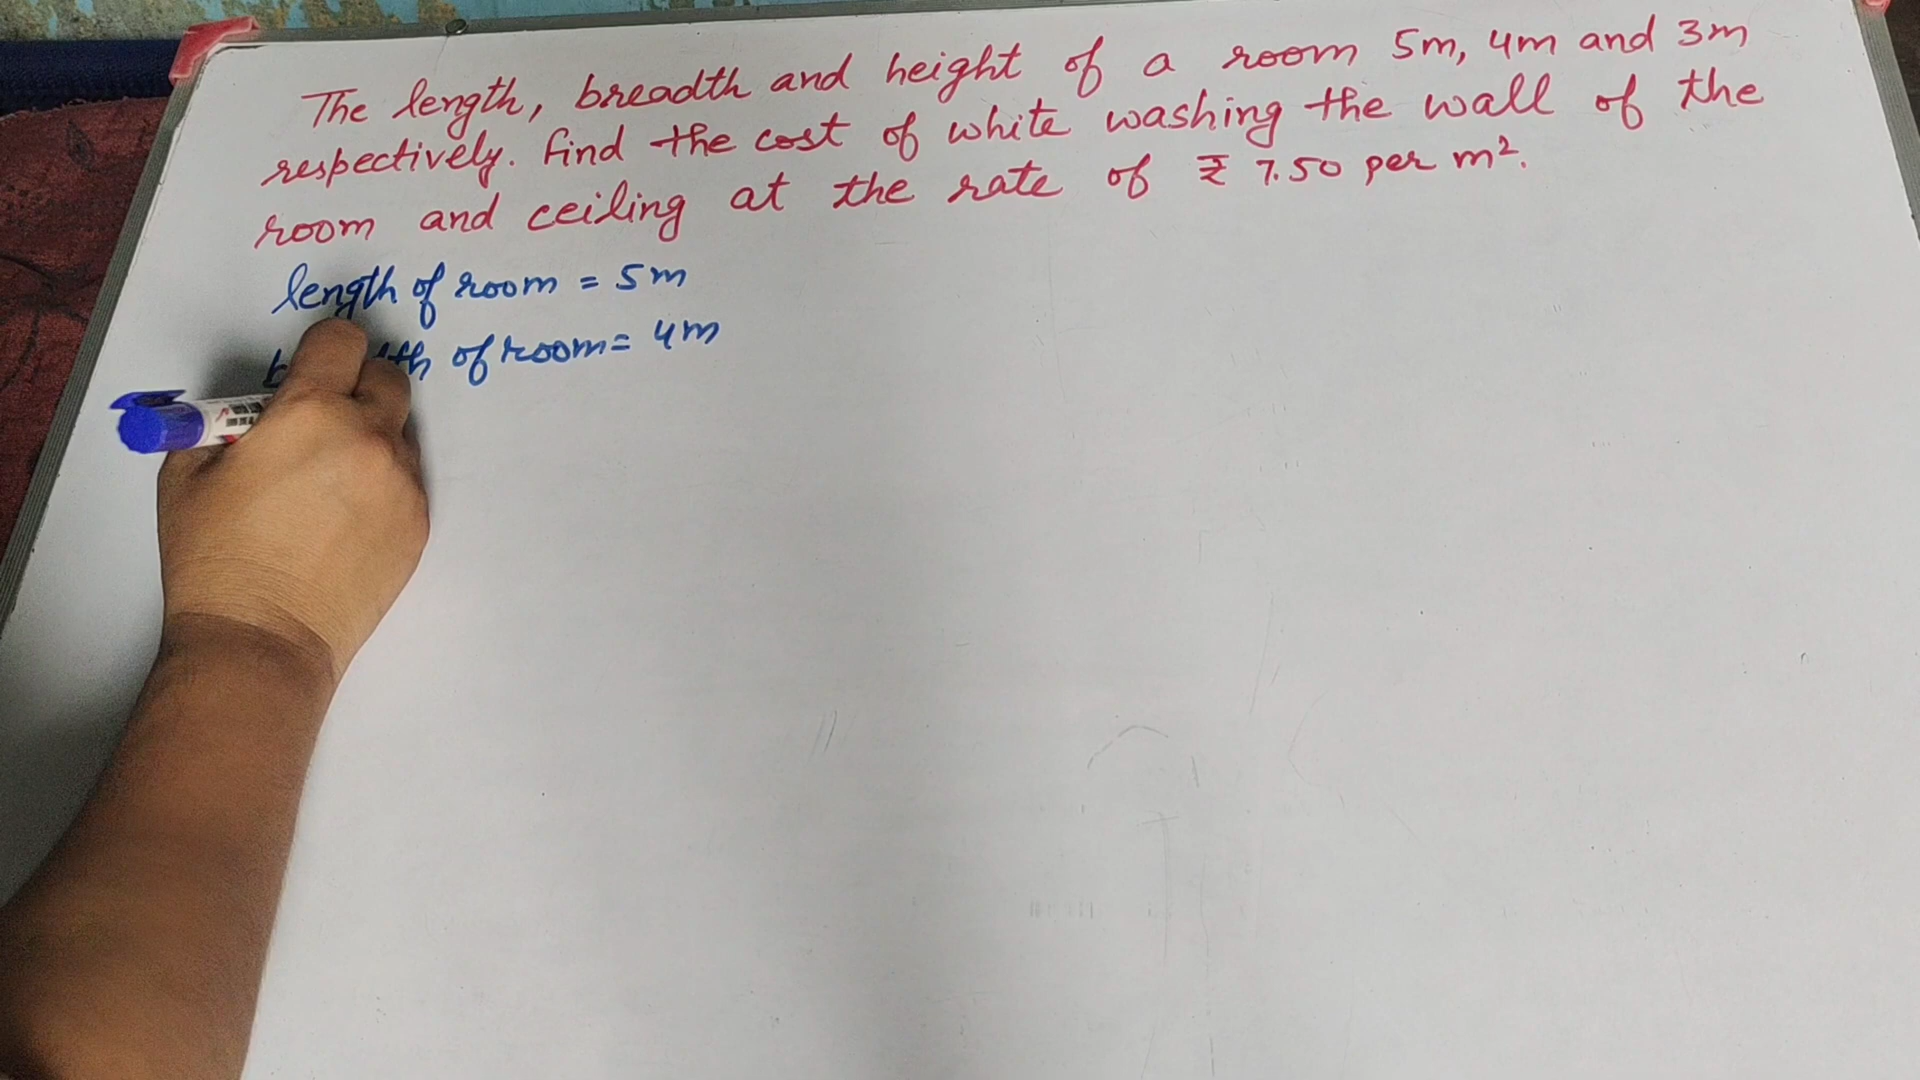 The length, breadth and height of a room 5m, 4m and 3m
respectively. find the cost of white washing the wall of the
room and ceiling at the rate of ₹ 7.50 per m².
length of room = 5m
of room = 4m